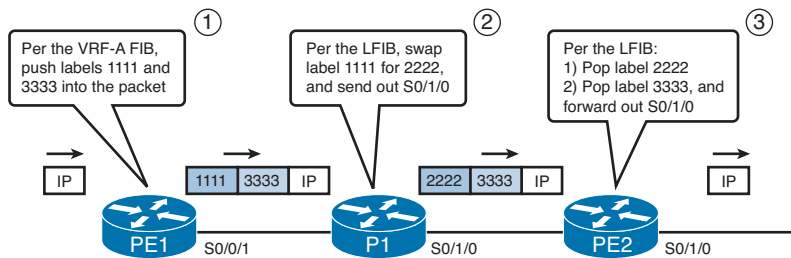 ①
Per the VRF-A FIB,
push labels 1111 and
3333 into the packet
②
Per the LFIB, swap
label 1111 for 2222,
and send out S0/1/0
③
Per the LFIB:
1) Pop label 2222
2) Pop label 3333, and
forward out S0/1/0
IP
1111 3333 IP
2222 3333 IP
IP
PE1
S0/0/1
P1
S0/1/0
PE2
S0/1/0